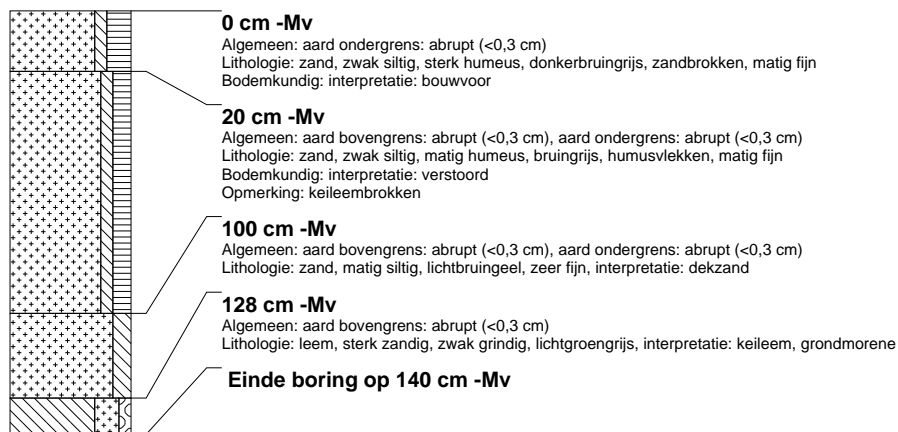 0 cm -Mv
Algemeen: aard ondergrens: abrupt (<0,3 cm)
Lithologie: zand, zwak siltig, sterk humeus, donkerbruingrijs, zandbrokken, matig fijn
Bodemkundig: interpretatie: bouwvoor
20 cm -Mv
Algemeen: aard bovengrens: abrupt (<0,3 cm), aard ondergrens: abrupt (<0,3 cm)
Lithologie: zand, zwak siltig, matig humeus, bruingrijs, humusvlekken, matig fijn
Bodemkundig: interpretatie: verstoord
Opmerking: keileembrokken
100 cm -Mv
Algemeen: aard bovengrens: abrupt (<0,3 cm), aard ondergrens: abrupt (<0,3 cm)
Lithologie: zand, matig siltig, lichtbruingeel, zeer fijn, interpretatie: dekzand
128 cm -Mv
Algemeen: aard bovengrens: abrupt (<0,3 cm)
Lithologie: leem, sterk zandig, zwak grindig, lichtgroengrijs, interpretatie: keileem, grondmorene
Einde boring op 140 cm -Mv